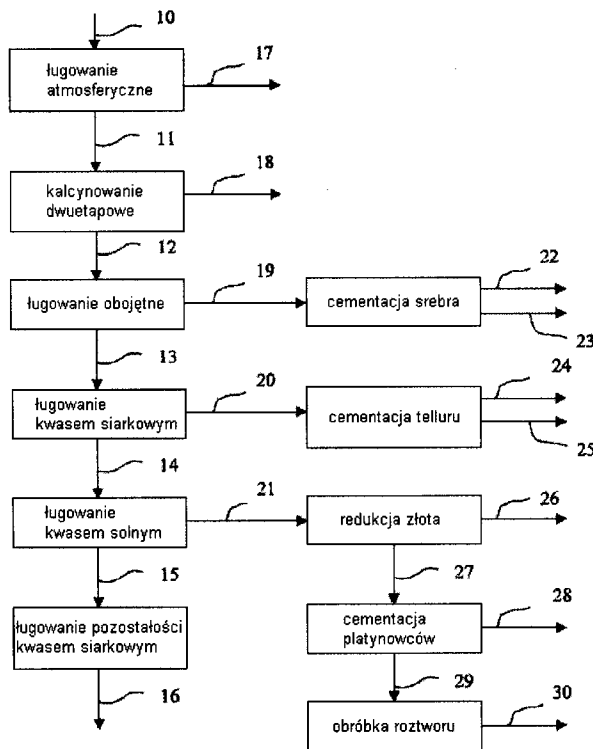 10
ługowanie
atmosferyczne
17
11
kalcynowanie
dwuetapowe
18
12
ługowanie obojętne
19
cementacja srebra
22
23
13
ługowanie
kwasem siarkowym
20
cementacja telluru
24
25
14
ługowanie
kwasem solnym
21
redukcja złota
26
15
27
ługowanie pozostałości
kwasem siarkowym
cementacja
platynowców
28
16
29
obróbka roztworu
30